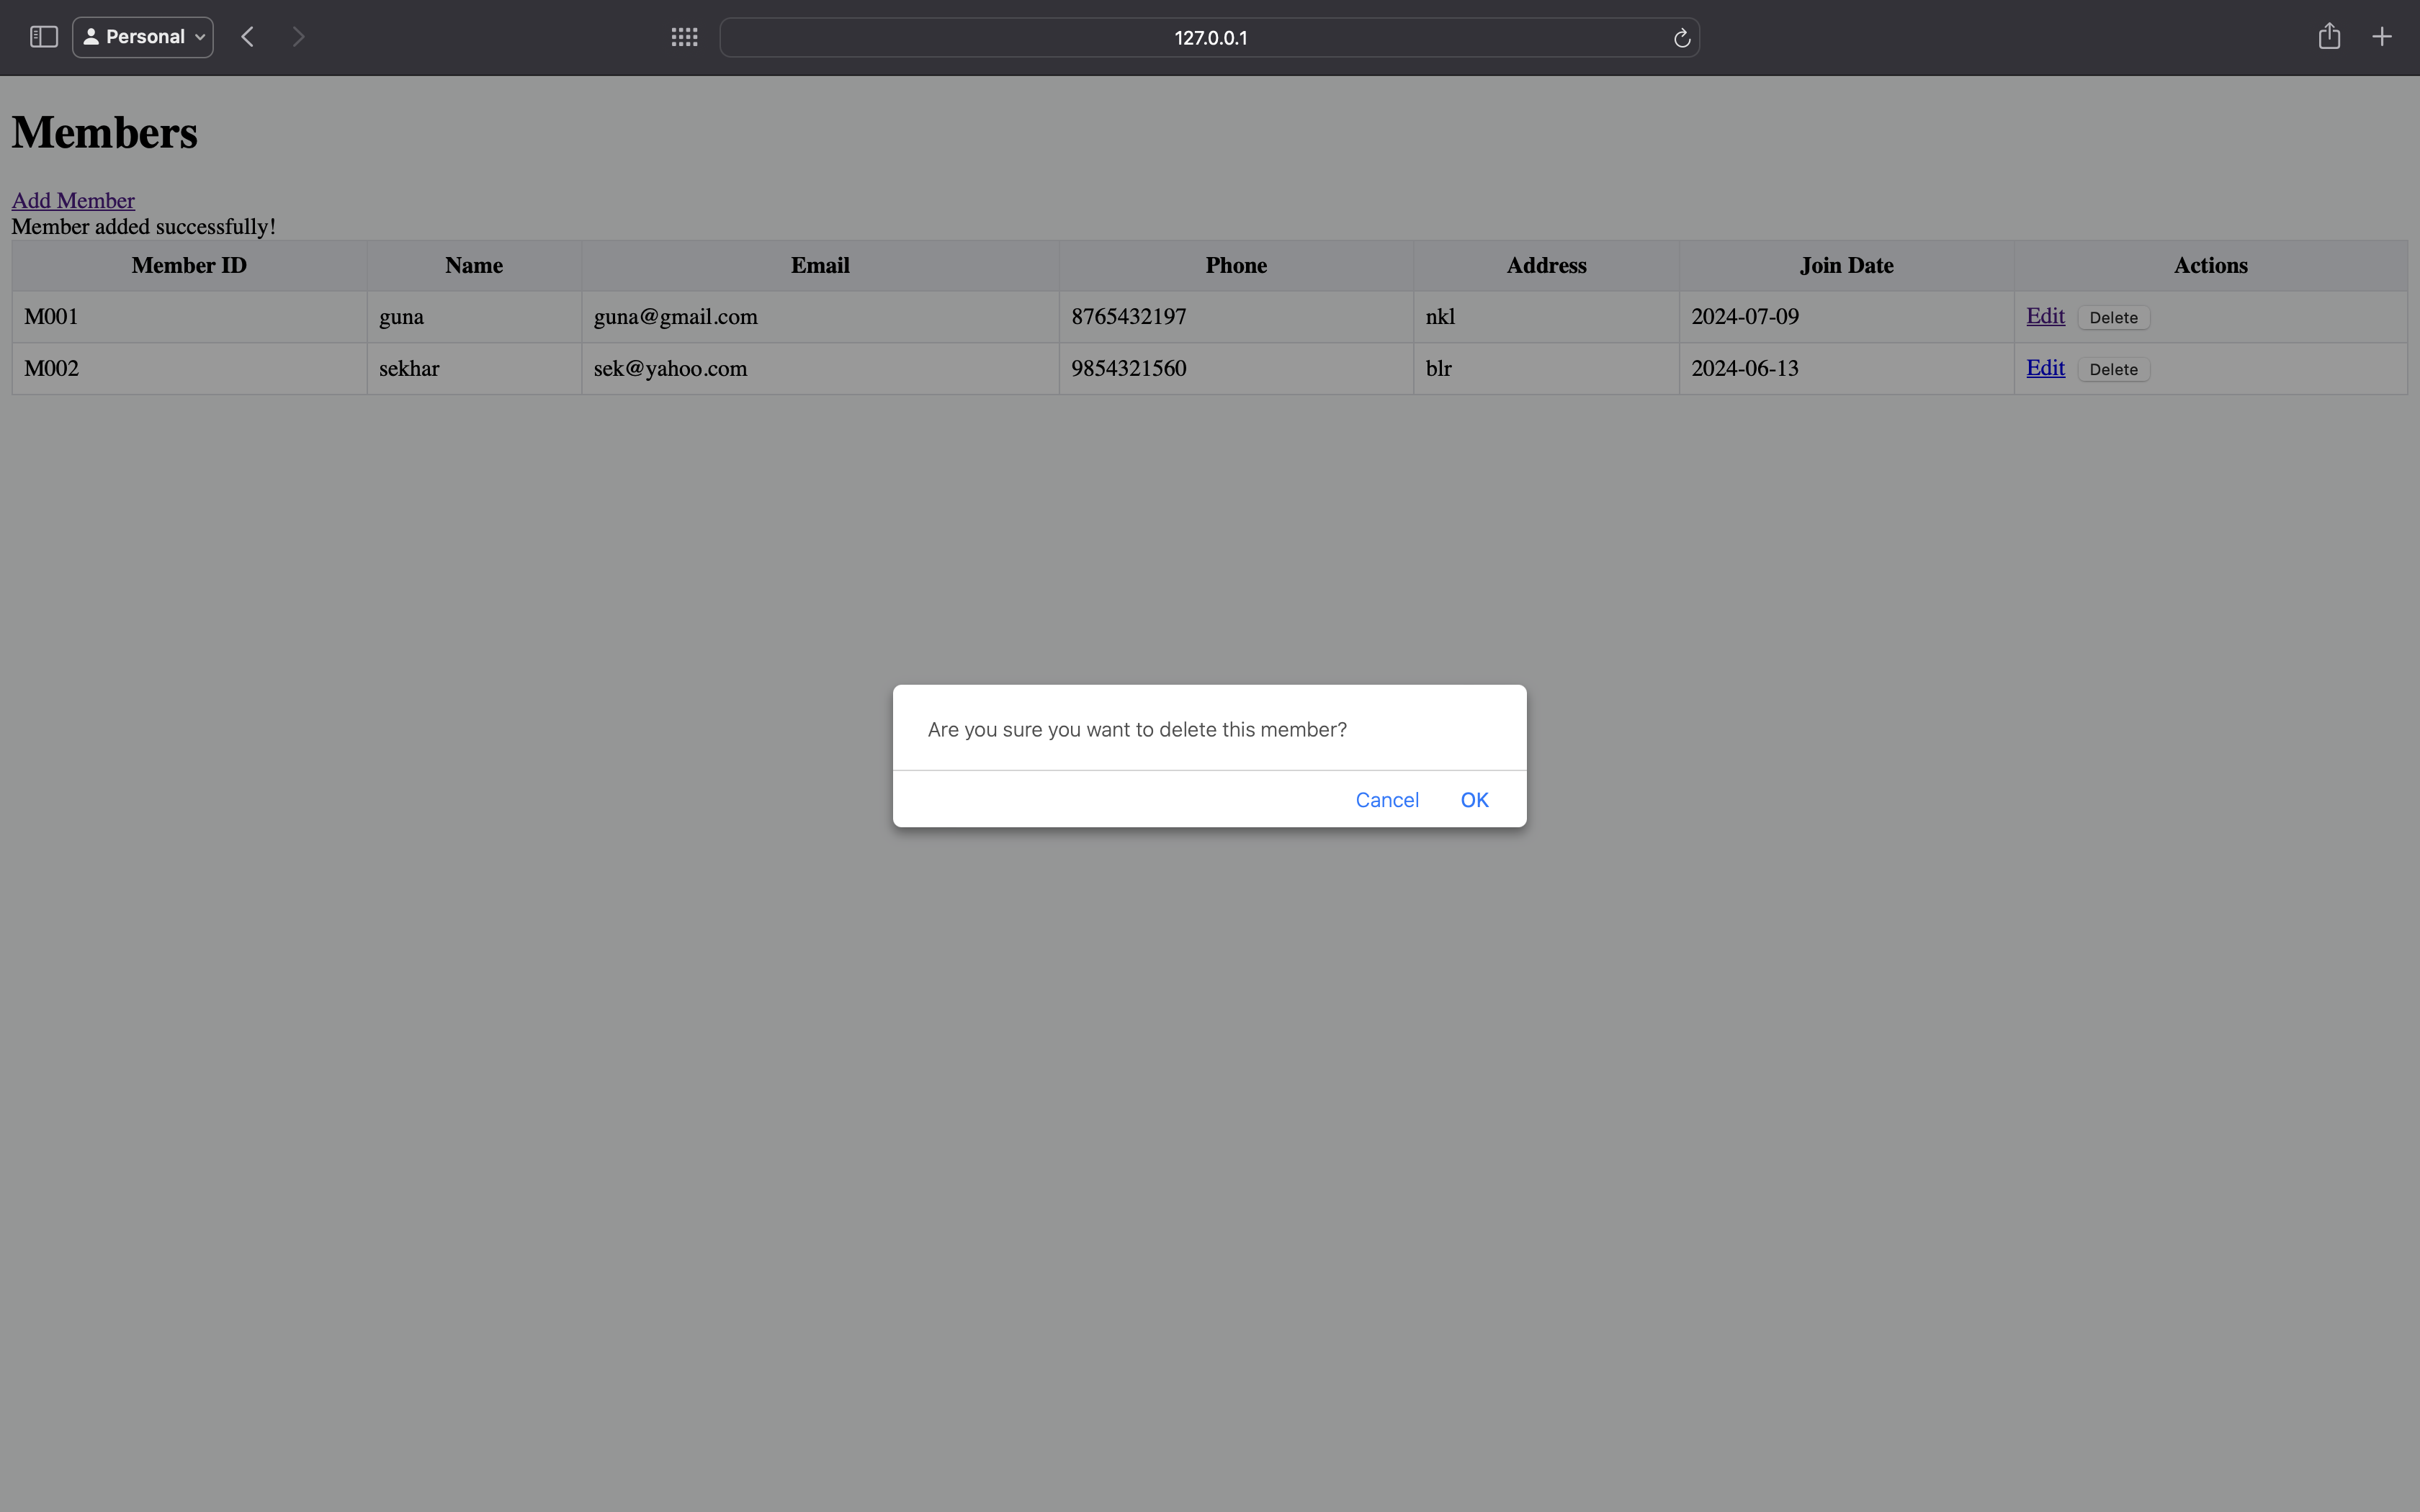 Personal
127.0.0.1
Members
Add Member
Member added successfully!
Member ID Name Email Phone Address Join Date Actions
M001 guna guna@gmail.com 8765432197 nkl 2024-07-09 Edit Delete
M002 sekhar sek@yahoo.com 9854321560 blr 2024-06-13 Edit Delete
Are you sure you want to delete this member?
Cancel OK